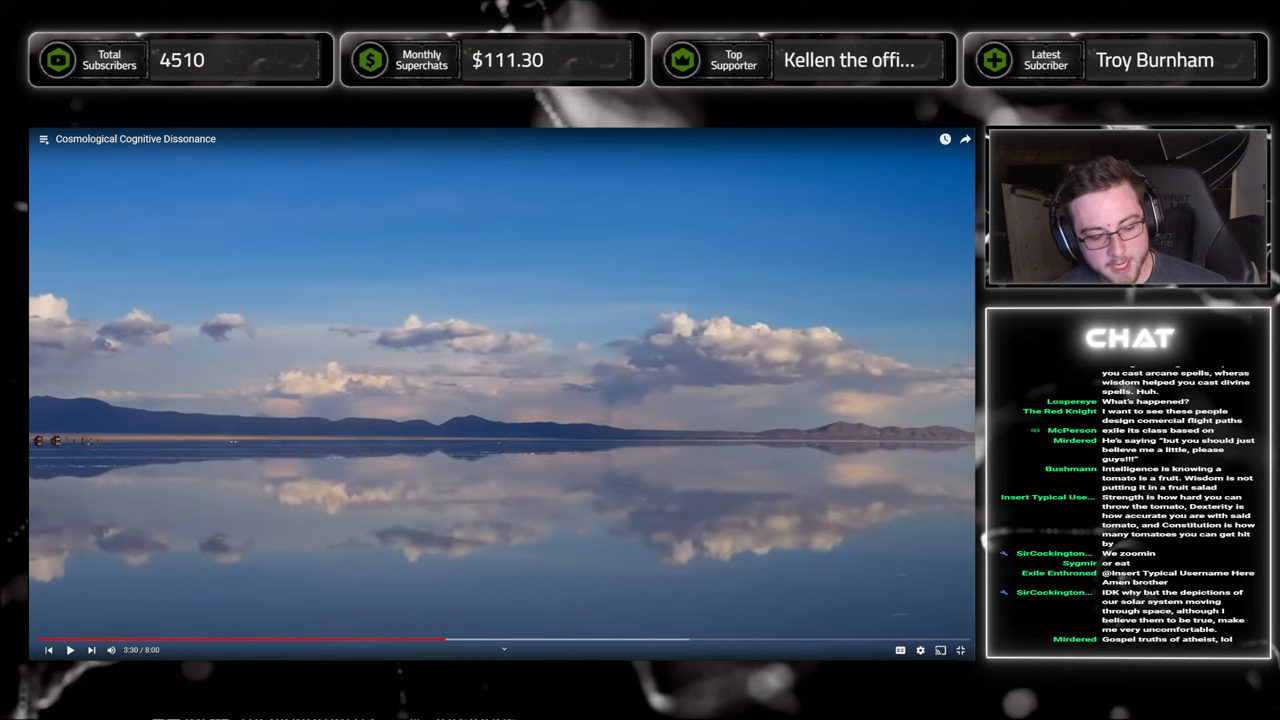 Total
Subscribers
4510
Monthly
Superchats
$111.30
Top
Supporter
Kellen the offi...
Latest
Subcriber
Troy Burnham
Cosmological Cognitive Dissonance
3:30 / 8:00
CHAT
you cast arcane spells, wheras
wisdom helped you cast divine
spells. Huh.
Lospereye What's happened?
The Red Knight I want to see these people
design comercial flight paths
McPerson exile its class based on
Mirdered He's saying "but you should just
believe me a little, please
guys!!!"
Bushmann Intelligence is knowing a
tomato is a fruit. Wisdom is not
putting it in a fruit salad
Insert Typical Use... Strength is how hard you can
throw the tomato, Dexterity is
how accurate you are with said
tomato, and Constitution is how
many tomatoes you can get hit
by
SirCockington... We zoomin
Sygmir or eat
Exile Enthroned @Insert Typical Username Here
Amen brother
SirCockington... IDK why but the depictions of
our solar system moving
through space, although I
believe them to be true, make
me very uncomfortable.
Mirdered Gospel truths of atheist, lol